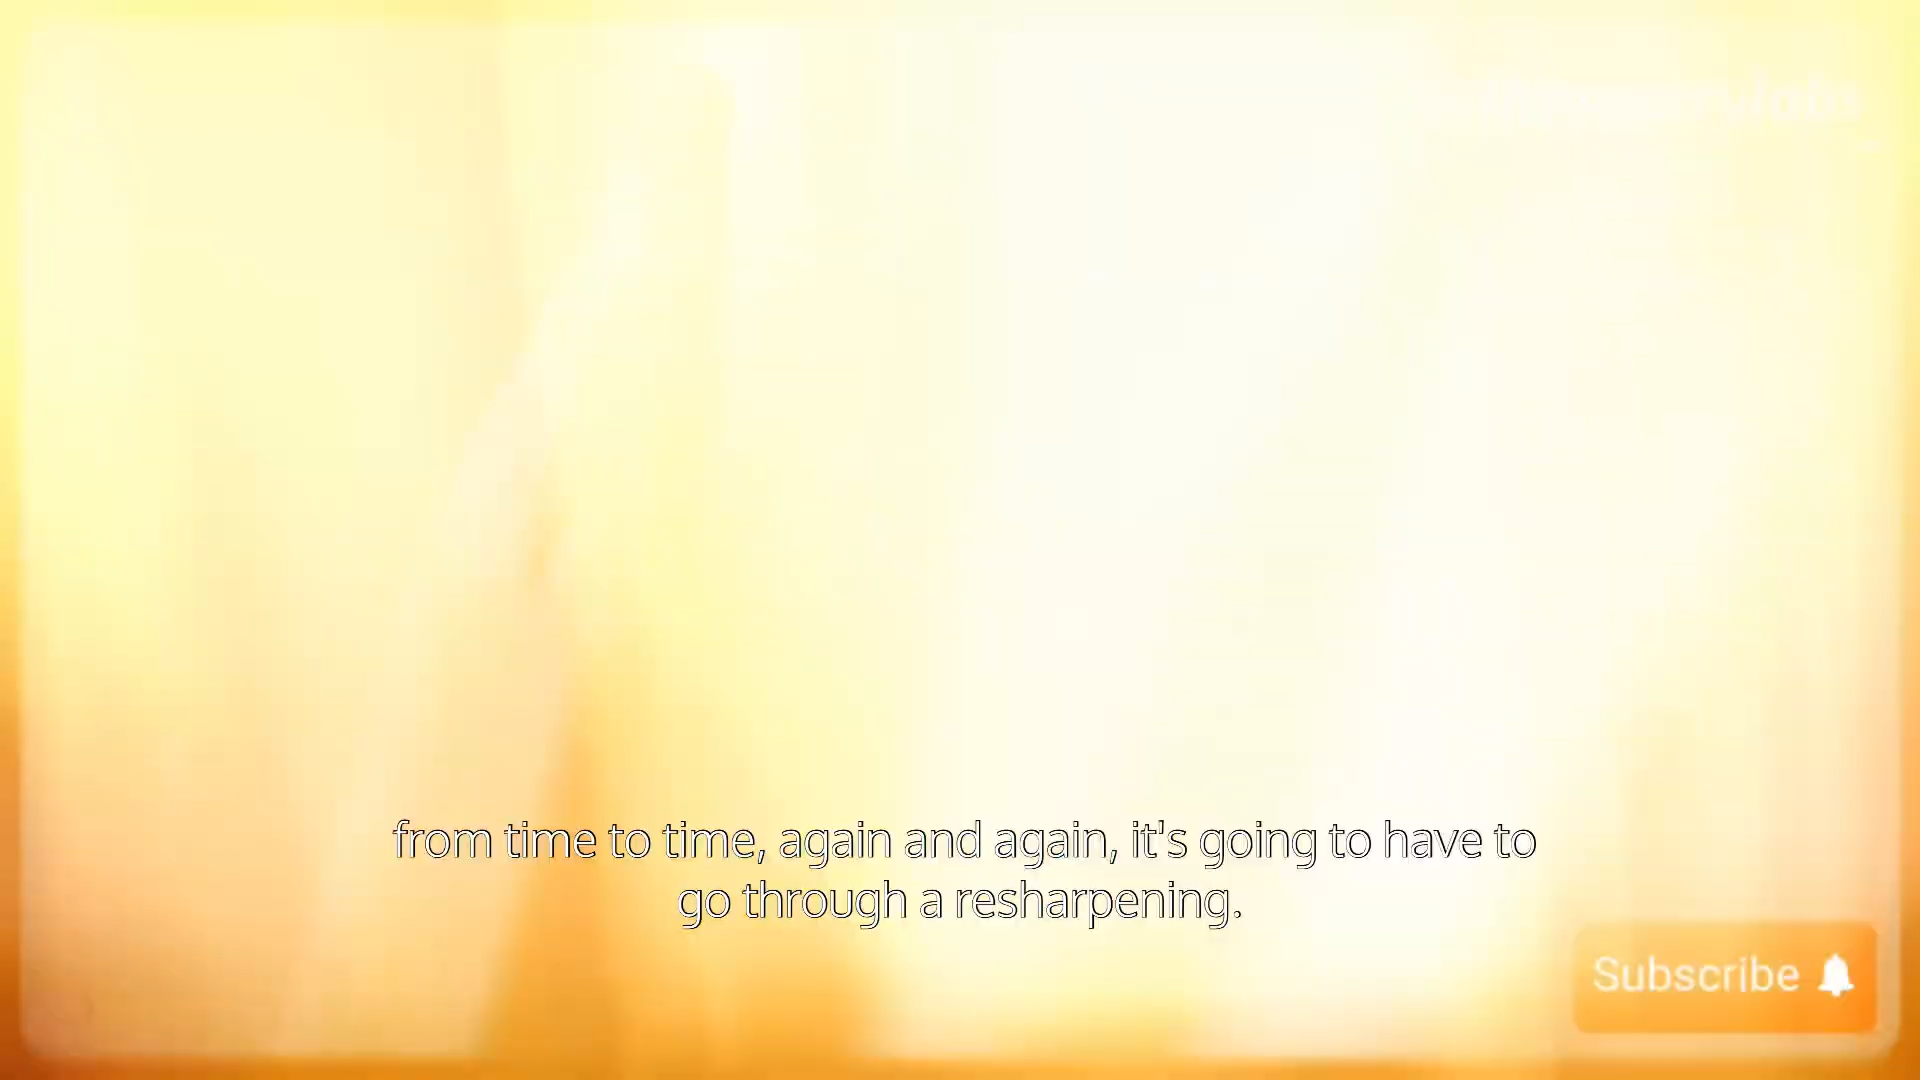 from time to time, again and again, it's going to have to
go through a resharpening.
Subscribe